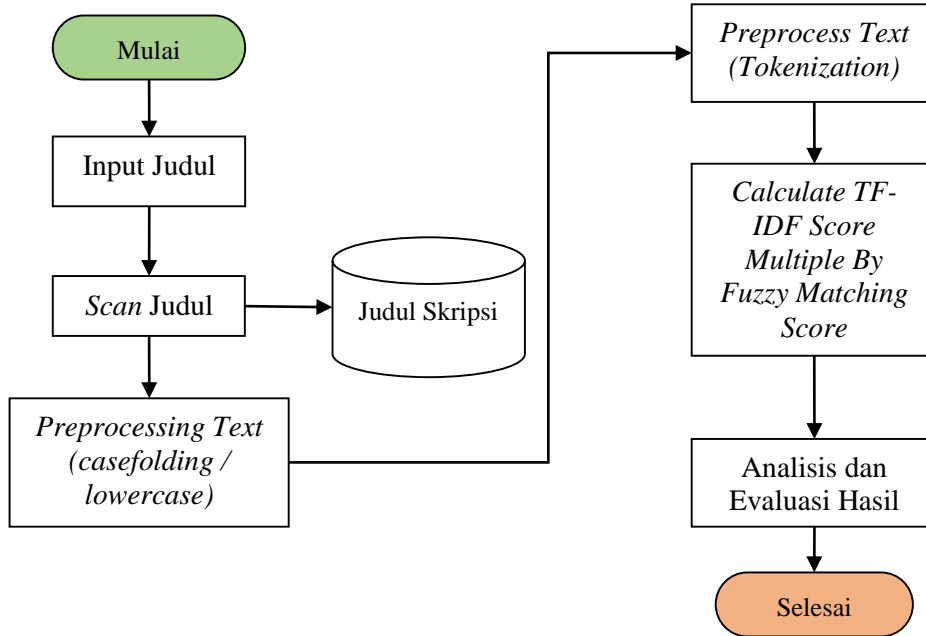 Mulai
Input Judul
Scan Judul
Judul Skripsi
Preprocessing Text
(casefolding /
lowercase)
Preprocess Text
(Tokenization)
Calculate TF-
IDF Score
Multiple By
Fuzzy Matching
Score
Analisis dan
Evaluasi Hasil
Selesai